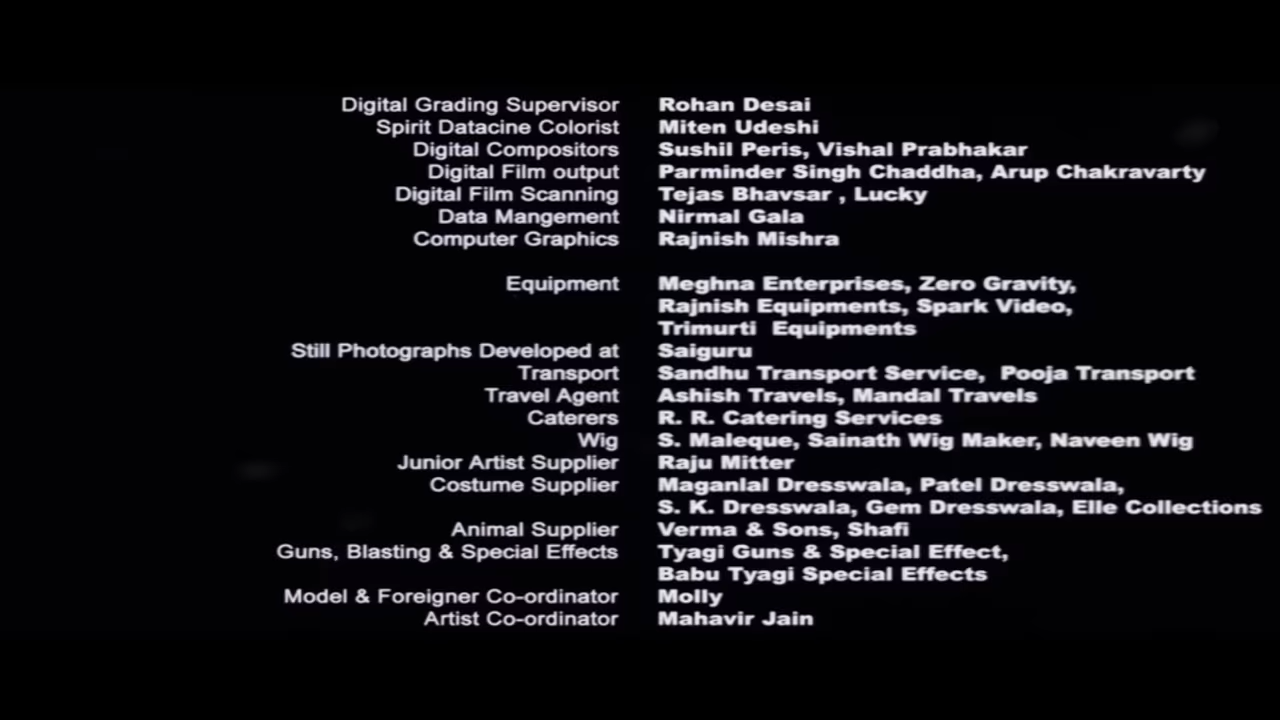 Digital Grading Supervisor Rohan Desai
Spirit Datacine Colorist Miten Udeshi
Digital Compositors Sushil Peris, Vishal Prabhakar
Digital Film output Parminder Singh Chaddha, Arup Chakravarty
Digital Film Scanning Tejas Bhavsar , Lucky
Data Mangement Nirmal Gala
Computer Graphics Rajnish Mishra
Equipment Meghna Enterprises, Zero Gravity,
Rajnish Equipments, Spark Video,
Trimurti Equipments
Still Photographs Developed at Saiguru
Transport Sandhu Transport Service, Pooja Transport
Travel Agent Ashish Travels, Mandal Travels
Caterers R. R. Catering Services
Wig S. Maleque, Sainath Wig Maker, Naveen Wig
Junior Artist Supplier Raju Mitter
Costume Supplier Maganlal Dresswala, Patel Dresswala,
S. K. Dresswala, Gem Dresswala, Elle Collections
Animal Supplier Verma & Sons, Shafi
Guns, Blasting & Special Effects Tyagi Guns & Special Effect,
Babu Tyagi Special Effects
Model & Foreigner Co-ordinator Molly
Artist Co-ordinator Mahavir Jain